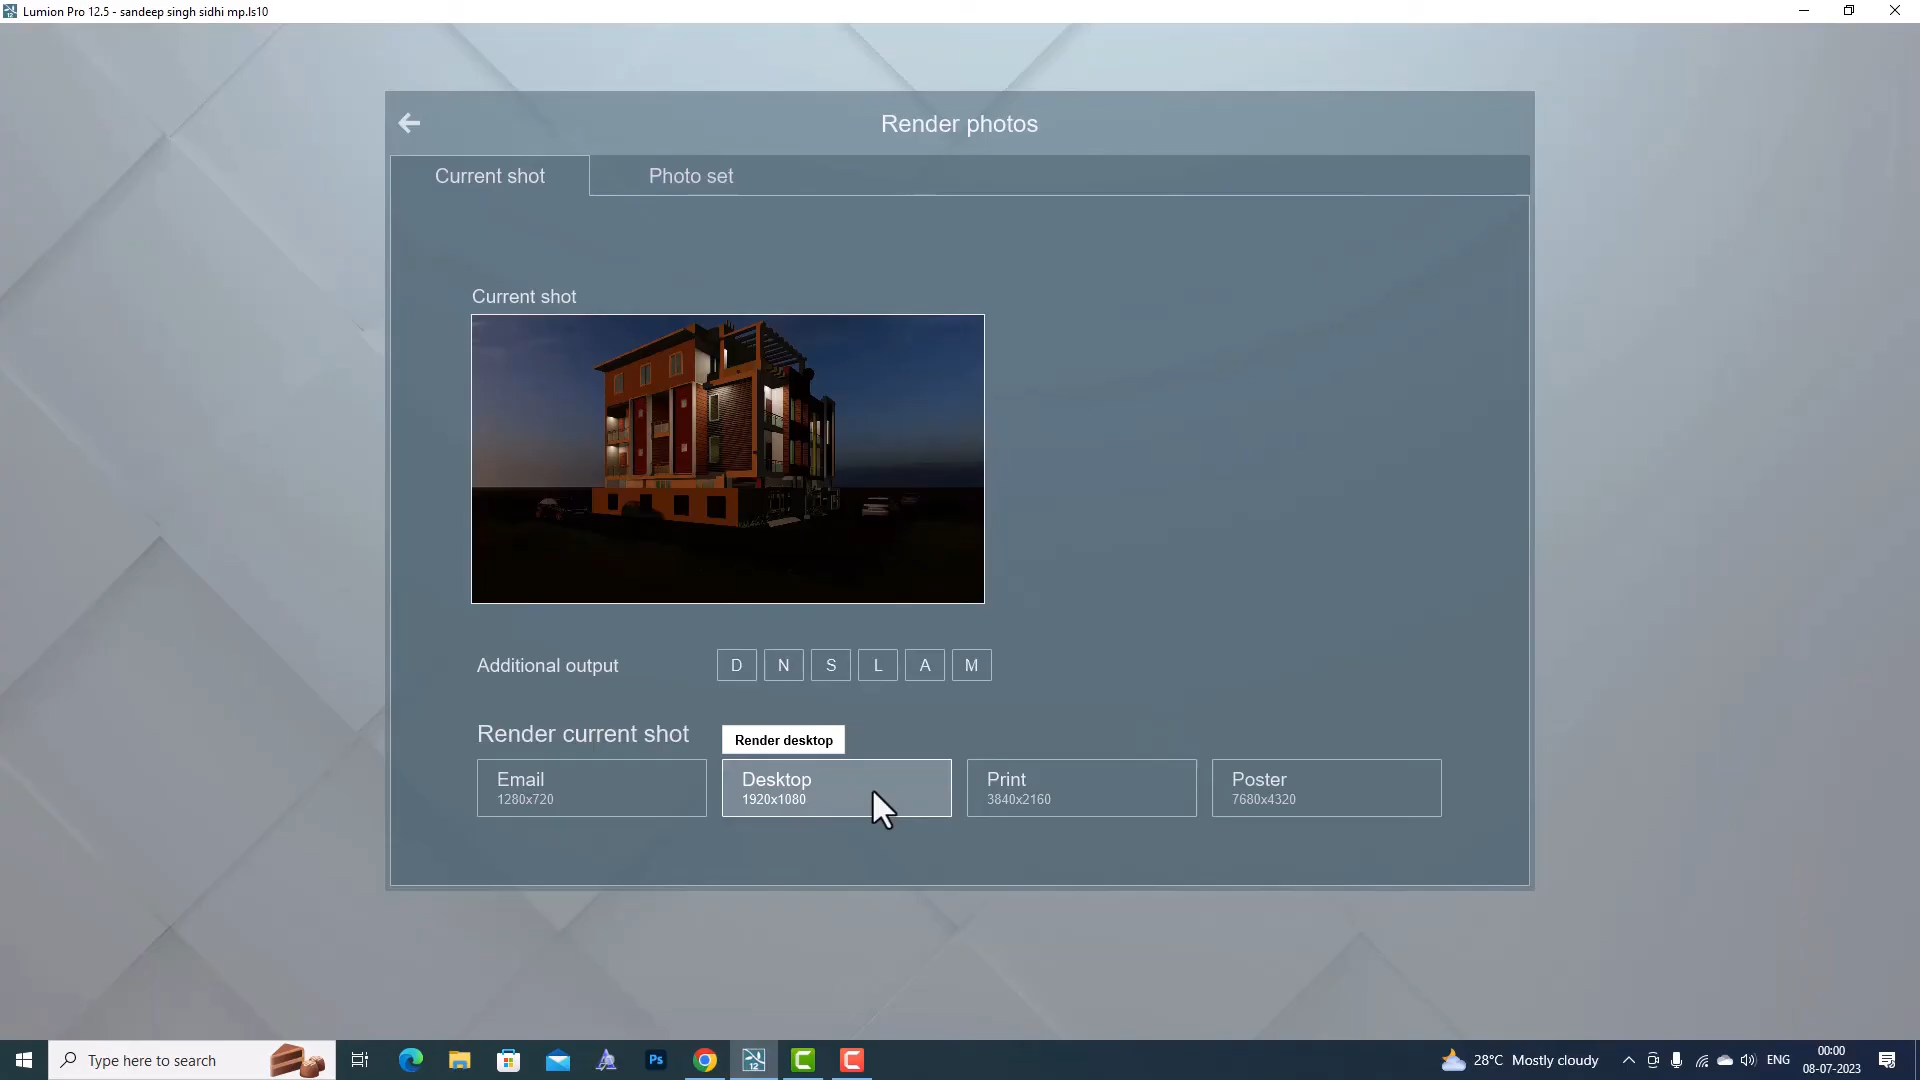 Lumion Pro 12.5 - sandeep singh sidhi mp.ls10
Render photos
Current shot
Photo set
Current shot
Additional output
D N S L A M
Render current shot
Render desktop
Email
1280x720
Desktop
1920x1080
Print
3840x2160
Poster
7680x4320
Type here to search
Ps
12
28°C Mostly cloudy
ENG
00:00
08-07-2023